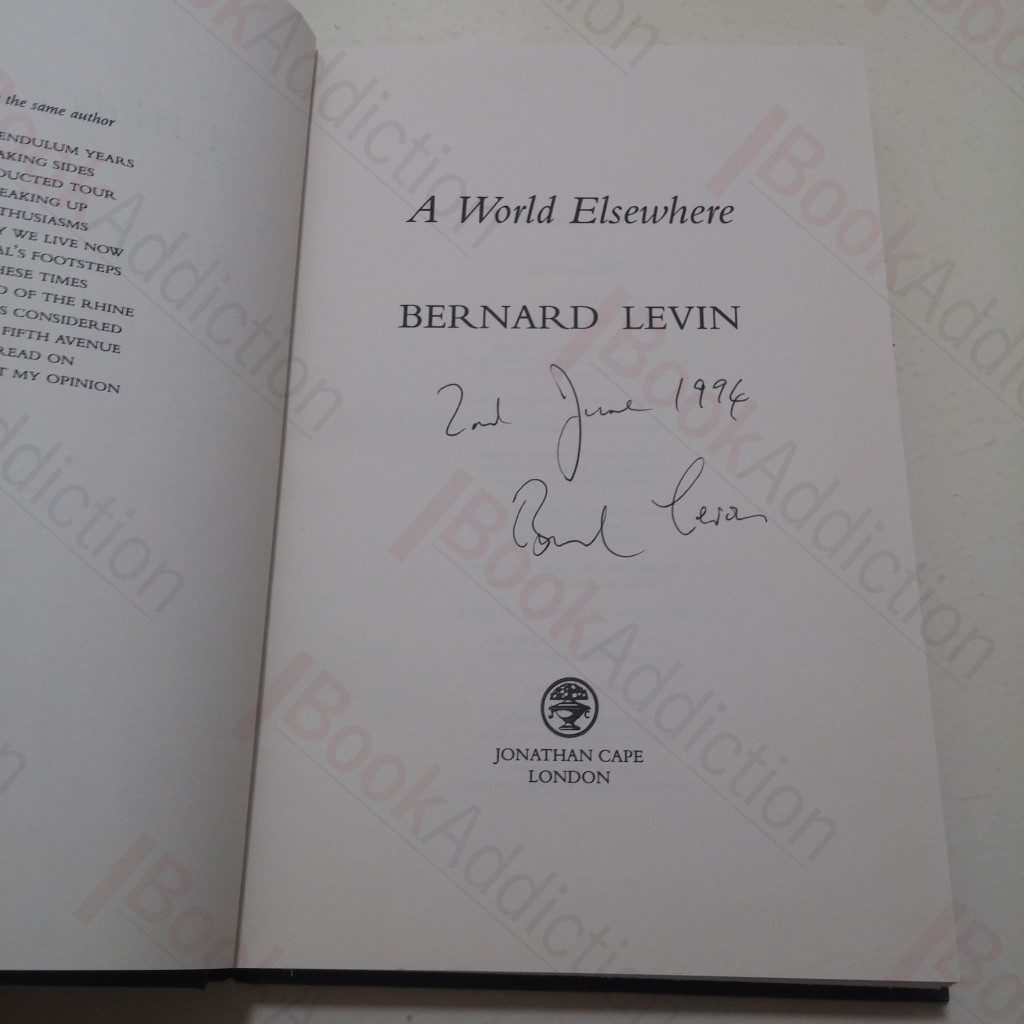 the same author
ENDULUM YEARS
AKING SIDES
DUCTED TOUR
EAKING UP
THUSIASMS
Y WE LIVE NOW
AL'S FOOTSTEPS
HESE TIMES
D OF THE RHINE
S CONSIDERED
FIFTH AVENUE
READ ON
T MY OPINION
A World Elsewhere
BERNARD LEVIN
2nd June 1994
Bernard Levin
JONATHAN CAPE
LONDON
BookAddiction